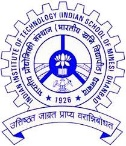 भारतीय प्रौद्योगिकी संस्थान (भारतीय खनि विद्यापीठ) धनबाद
INDIAN INSTITUTE OF TECHNOLOGY (INDIAN SCHOOL OF MINES), DHANBAD
1926
उत्तिष्ठत जाग्रत प्राप्य वरान्निबोधत